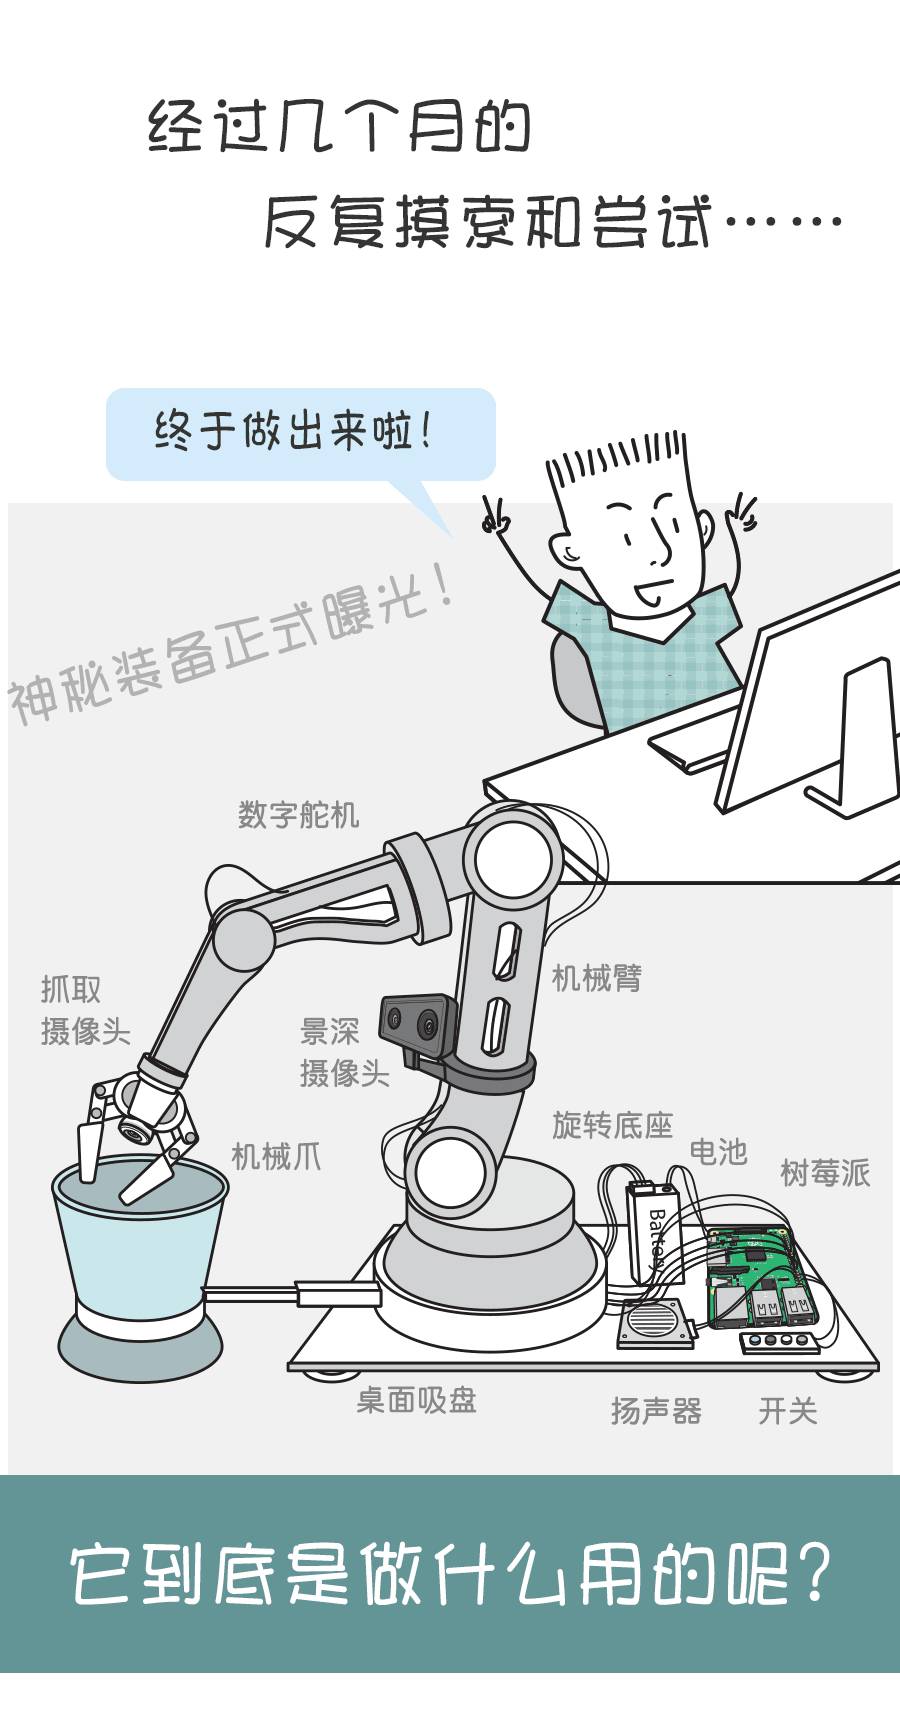 经过几个月的
反复摸索和尝试……
终于做出来啦！
神秘装备正式曝光！
数字舵机
抓取
摄像头
景深
摄像头
机械臂
机械爪
旋转底座
电池
树莓派
Battery
桌面吸盘
扬声器
开关
它到底是做什么用的呢？